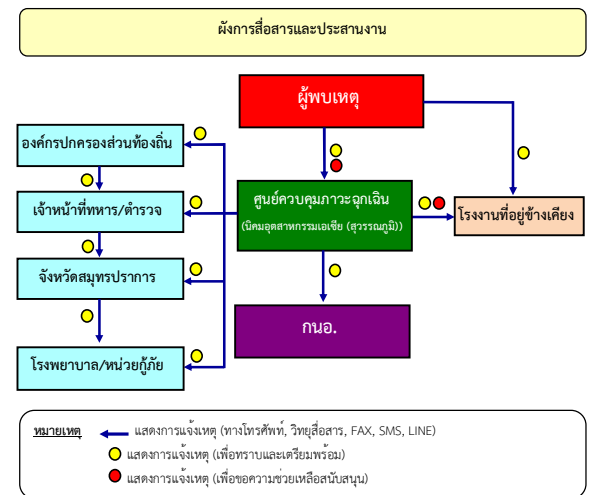 ผังการสื่อสารและประสานงาน
ผู้พบเหตุ
องค์กรปกครองส่วนท้องถิ่น
เจ้าหน้าที่ทหาร/ตำรวจ
ศูนย์ควบคุมภาวะฉุกเฉิน
(นิคมอุตสาหกรรมเอเซีย (สุวรรณภูมิ))
โรงงานที่อยู่ข้างเคียง
จังหวัดสมุทรปราการ
กนอ.
โรงพยาบาล/หน่วยกู้ภัย
หมายเหตุ แสดงการแจ้งเหตุ (ทางโทรศัพท์, วิทยุสื่อสาร, FAX, SMS, LINE)
แสดงการแจ้งเหตุ (เพื่อทราบและเตรียมพร้อม)
แสดงการแจ้งเหตุ (เพื่อขอความช่วยเหลือสนับสนุน)